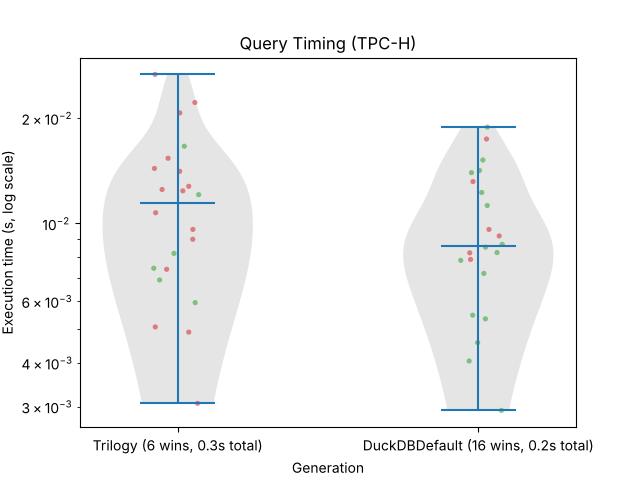 Query Timing (TPC-H)
Execution time (s, log scale)
2 × 10⁻²
10⁻²
6 × 10⁻³
4 × 10⁻³
3 × 10⁻³
Trilogy (6 wins, 0.3s total)
DuckDBDefault (16 wins, 0.2s total)
Generation